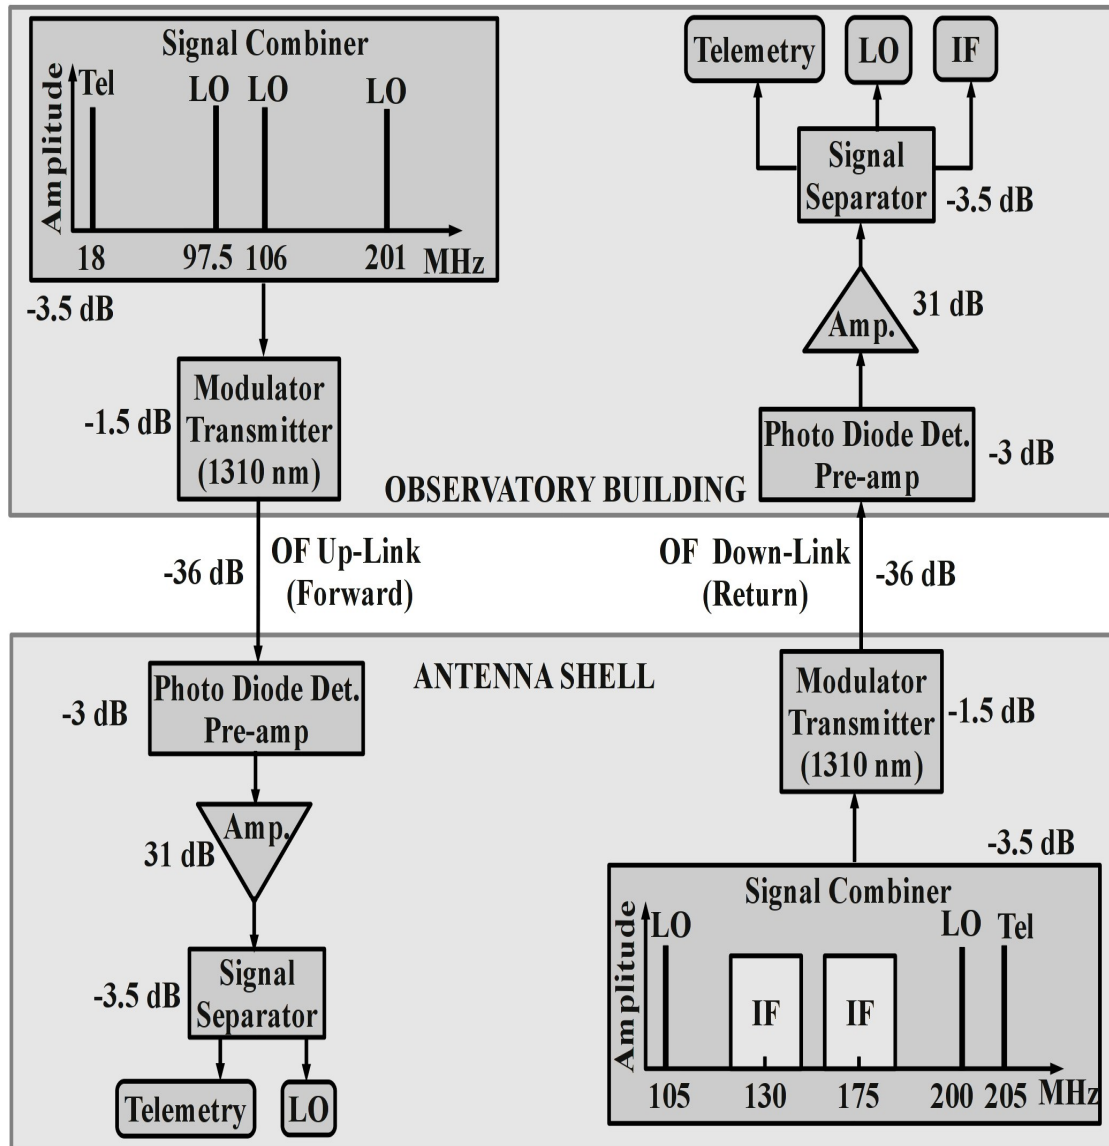 Signal Combiner
Amplitude
Tel
LO
LO
LO
18
97.5
106
201
MHz
-3.5 dB
Modulator
Transmitter
(1310 nm)
-1.5 dB
Telemetry
LO
IF
Signal
Separator
-3.5 dB
Amp.
31 dB
Photo Diode Det.
Pre-amp
-3 dB
OBSERVATORY BUILDING
-36 dB
OF Up-Link
(Forward)
OF Down-Link
(Return)
-36 dB
ANTENNA SHELL
Photo Diode Det.
Pre-amp
-3 dB
Amp.
31 dB
Signal
Separator
-3.5 dB
Telemetry
LO
Modulator
Transmitter
(1310 nm)
-1.5 dB
-3.5 dB
Signal Combiner
Amplitude
LO
IF
IF
LO
Tel
105
130
175
200
205
MHz